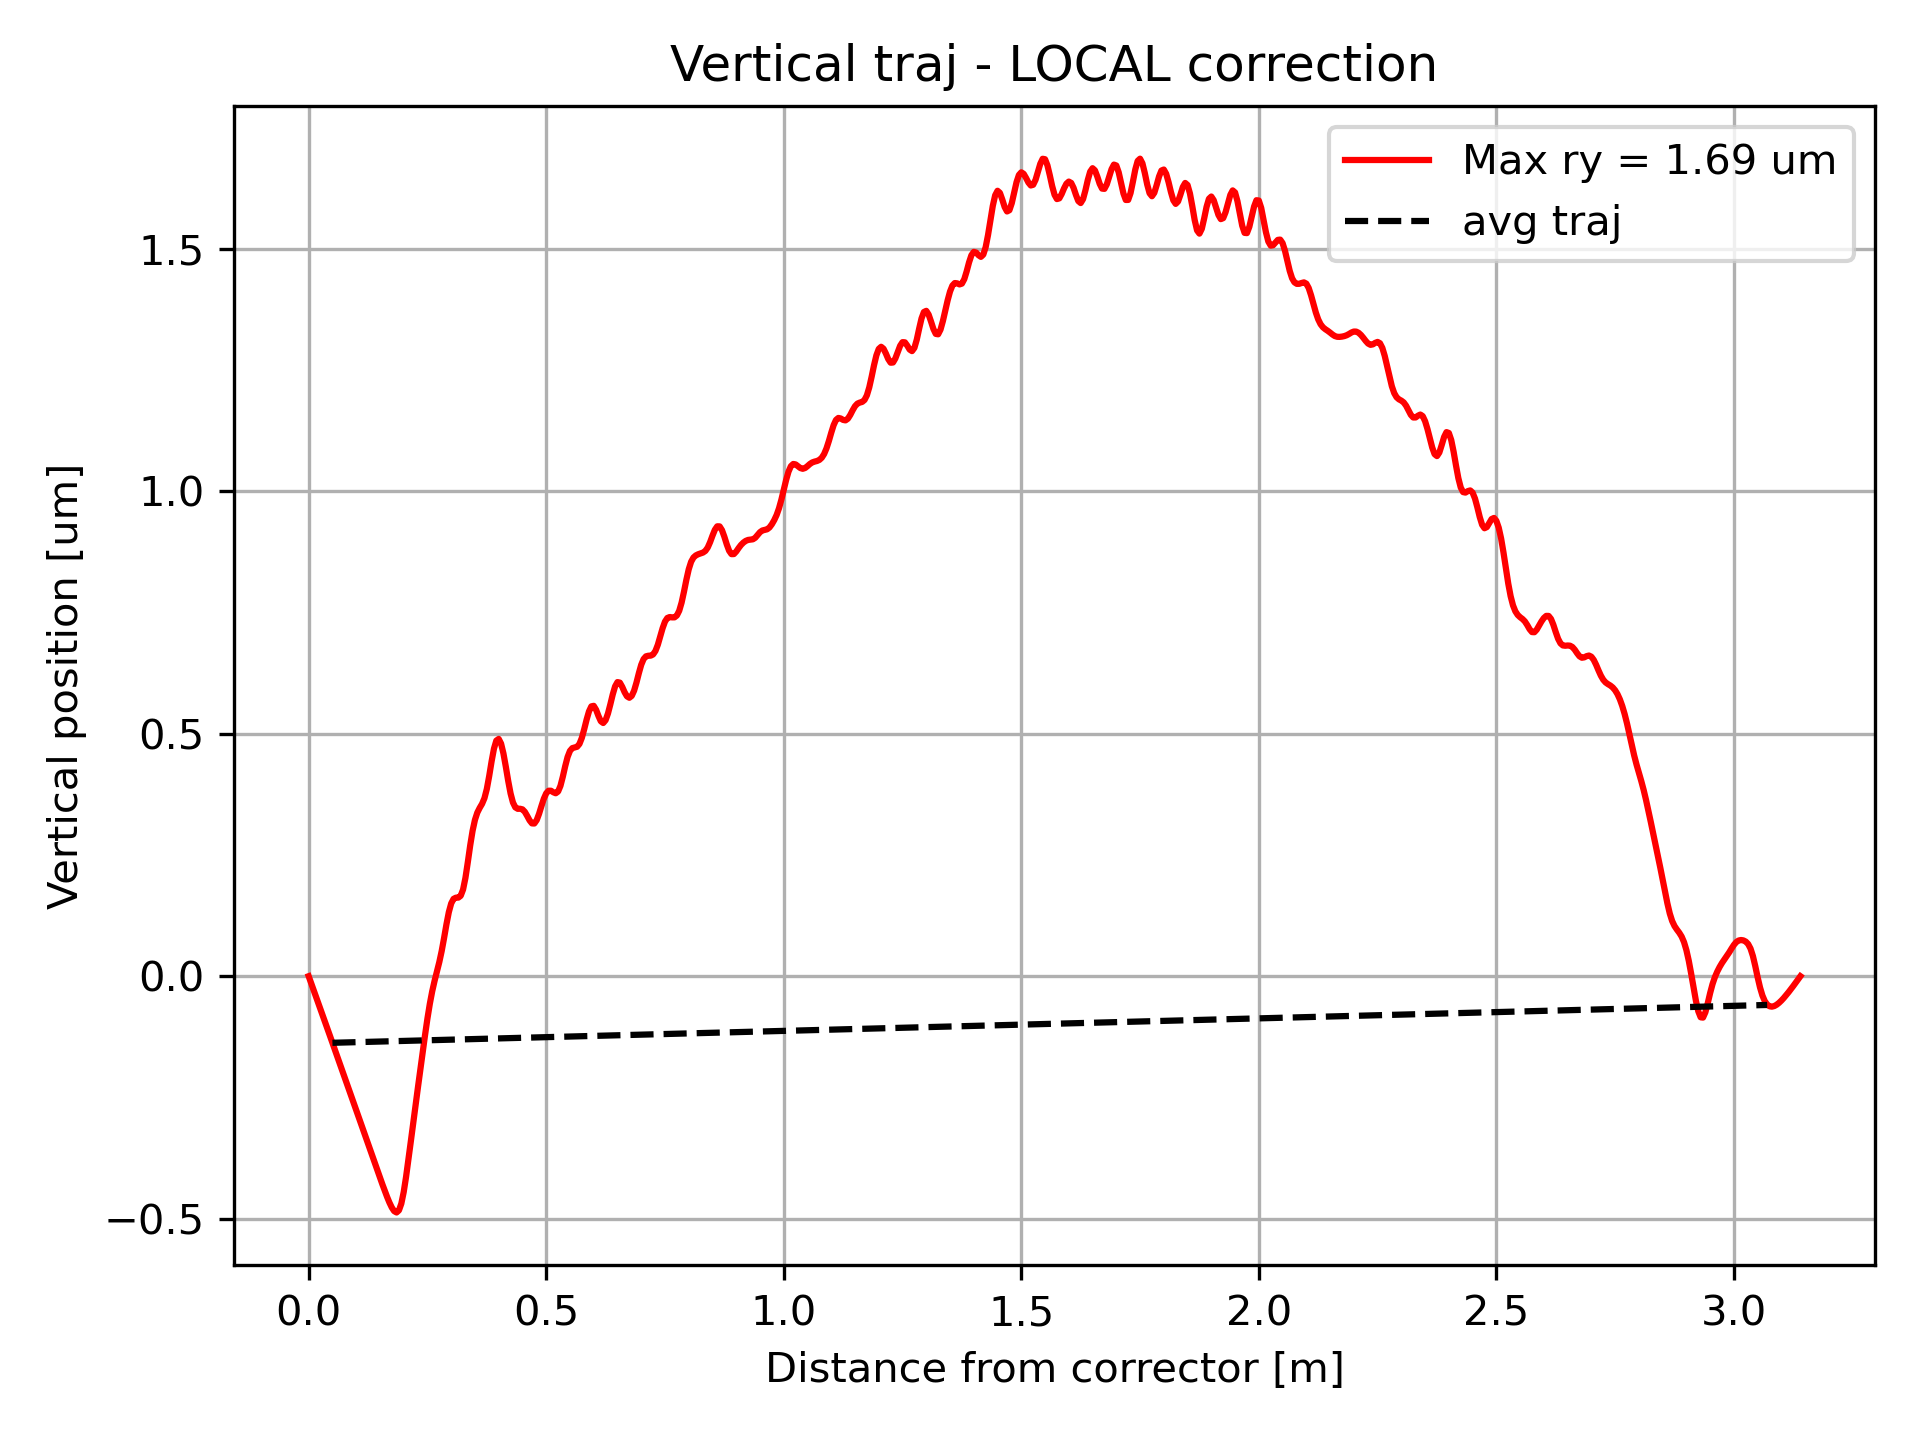 Vertical traj - LOCAL correction
Max ry = 1.69 um
avg traj
Vertical position [um]
1.5
1.0
0.5
0.0
−0.5
0.0 0.5 1.0 1.5 2.0 2.5 3.0
Distance from corrector [m]